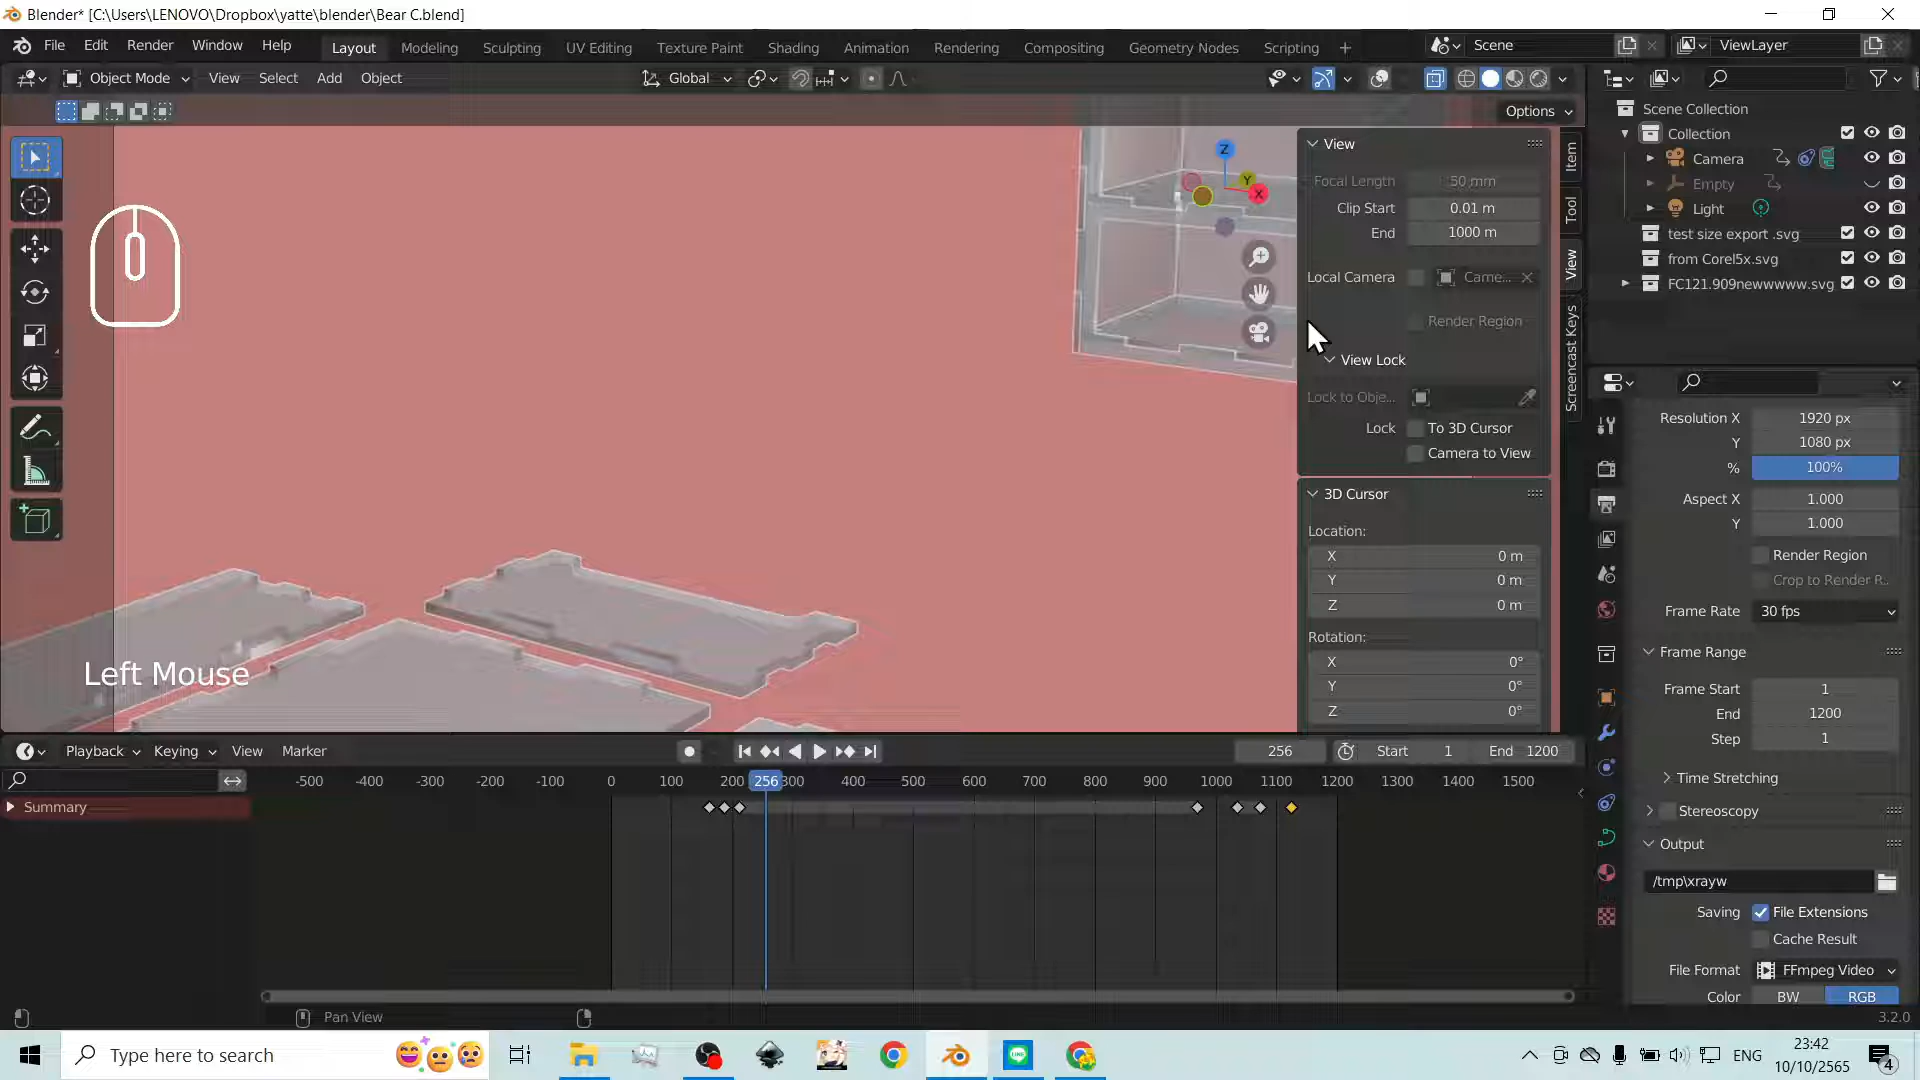 Blender* [C:\Users\LENOVO\Dropbox\yatte\blender\Bear C.blend]
File Edit Render Window Help
Layout Modeling Sculpting UV Editing Texture Paint Shading Animation Rendering Compositing Geometry Nodes Scripting +
Scene
ViewLayer
Object Mode View Select Add Object
Global
Options
View
Focal Length 50 mm
Clip Start 0.01 m
End 1000 m
Local Camera Came...
Render Region
View Lock
Lock to Obje...
Lock To 3D Cursor
Camera to View
3D Cursor
Location:
X 0 m
Y 0 m
Z 0 m
Rotation:
X 0°
Y 0°
Z 0°
Item
Tool
View
Screencast Keys
Z
Y
X
Left Mouse
Scene Collection
Collection
Camera
Empty
Light
test size export .svg
from Corel5x.svg
FC121.909newwwww.svg
Resolution X 1920 px
Y 1080 px
% 100%
Aspect X 1.000
Y 1.000
Render Region
Crop to Render R..
Frame Rate 30 fps
Frame Range
Frame Start 1
End 1200
Step 1
Time Stretching
Stereoscopy
Output
/tmp\xrayw
Saving File Extensions
Cache Result
File Format FFmpeg Video
Color BW RGB
Playback Keying View Marker
256 Start 1 End 1200
-500 -400 -300 -200 -100 0 100 200 256 300 400 500 600 700 800 900 1000 1100 1200 1300 1400 1500
Summary
Pan View
3.2.0
Type here to search
ENG
23:42
10/10/2565
4